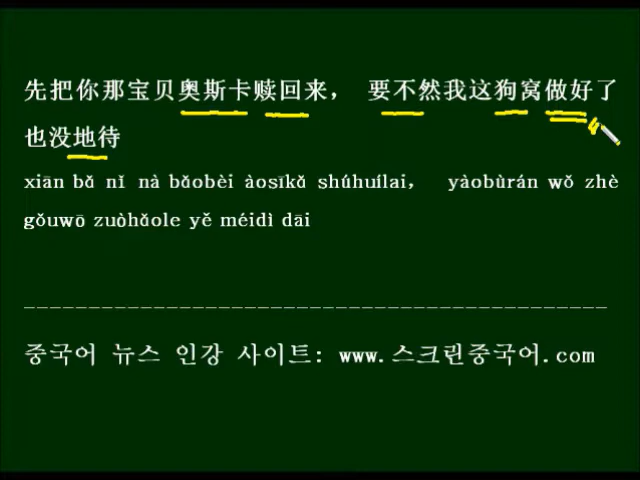 先把你那宝贝奥斯卡赎回来， 要不然我这狗窝做好了
也没地待
xiān bǎ nǐ nà bǎobèi àosīkǎ shúhuílai， yàobùrán wǒ zhè
gǒuwō zuòhǎole yě méidì dāi
중국어 뉴스 인강 사이트: www.스크린중국어.com